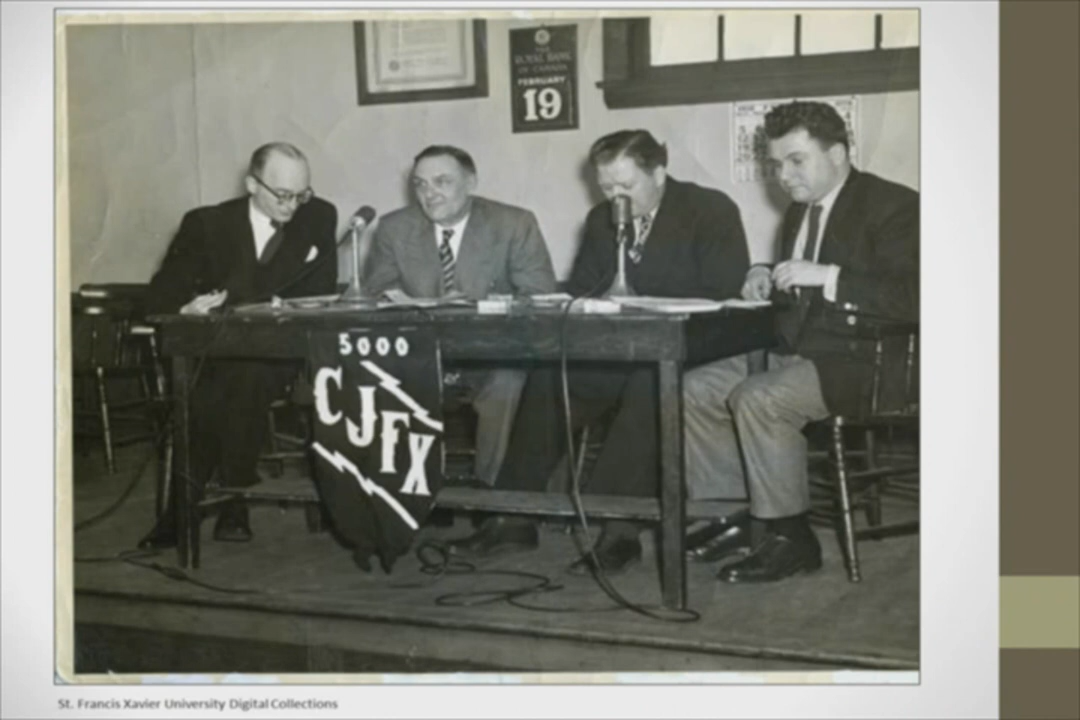 THE
ROYAL BANK
OF CANADA
FEBRUARY
19
5000
CJFX
St. Francis Xavier University Digital Collections